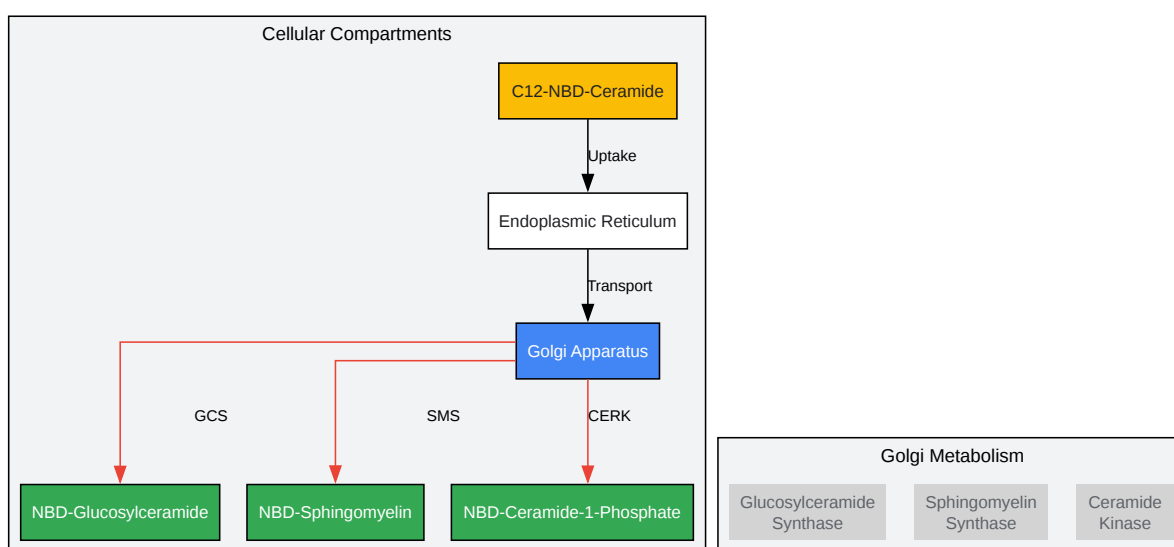 Cellular Compartments
C12-NBD-Ceramide
Uptake
Endoplasmic Reticulum
Transport
Golgi Apparatus
GCS
SMS
CERK
NBD-Glucosylceramide
NBD-Sphingomyelin
NBD-Ceramide-1-Phosphate
Golgi Metabolism
Glucosylceramide
Synthase
Sphingomyelin
Synthase
Ceramide
Kinase